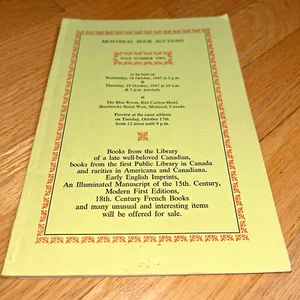 MONTREAL BOOK AUCTIONS
SALE NUMBER TWO
to be held on
Wednesday, 18 October, 1967 at 2 p.m.
&
Thursday, 19 October, 1967 at 10 a.m.
& 2 p.m. precisely
at
The Blue Room, Ritz Carlton Hotel,
Sherbrooke Street West, Montreal, Canada.
Preview at the same address
on Tuesday, October 17th
from 12 noon until 9 p.m.
Books from the Library
of a late well-beloved Canadian,
books from the first Public Library in Canada
and rarities in Americana and Canadiana.
Early English Imprints,
An Illuminated Manuscript of the 15th. Century,
Modern First Editions,
18th. Century French Books
and many unusual and interesting items
will be offered for sale.